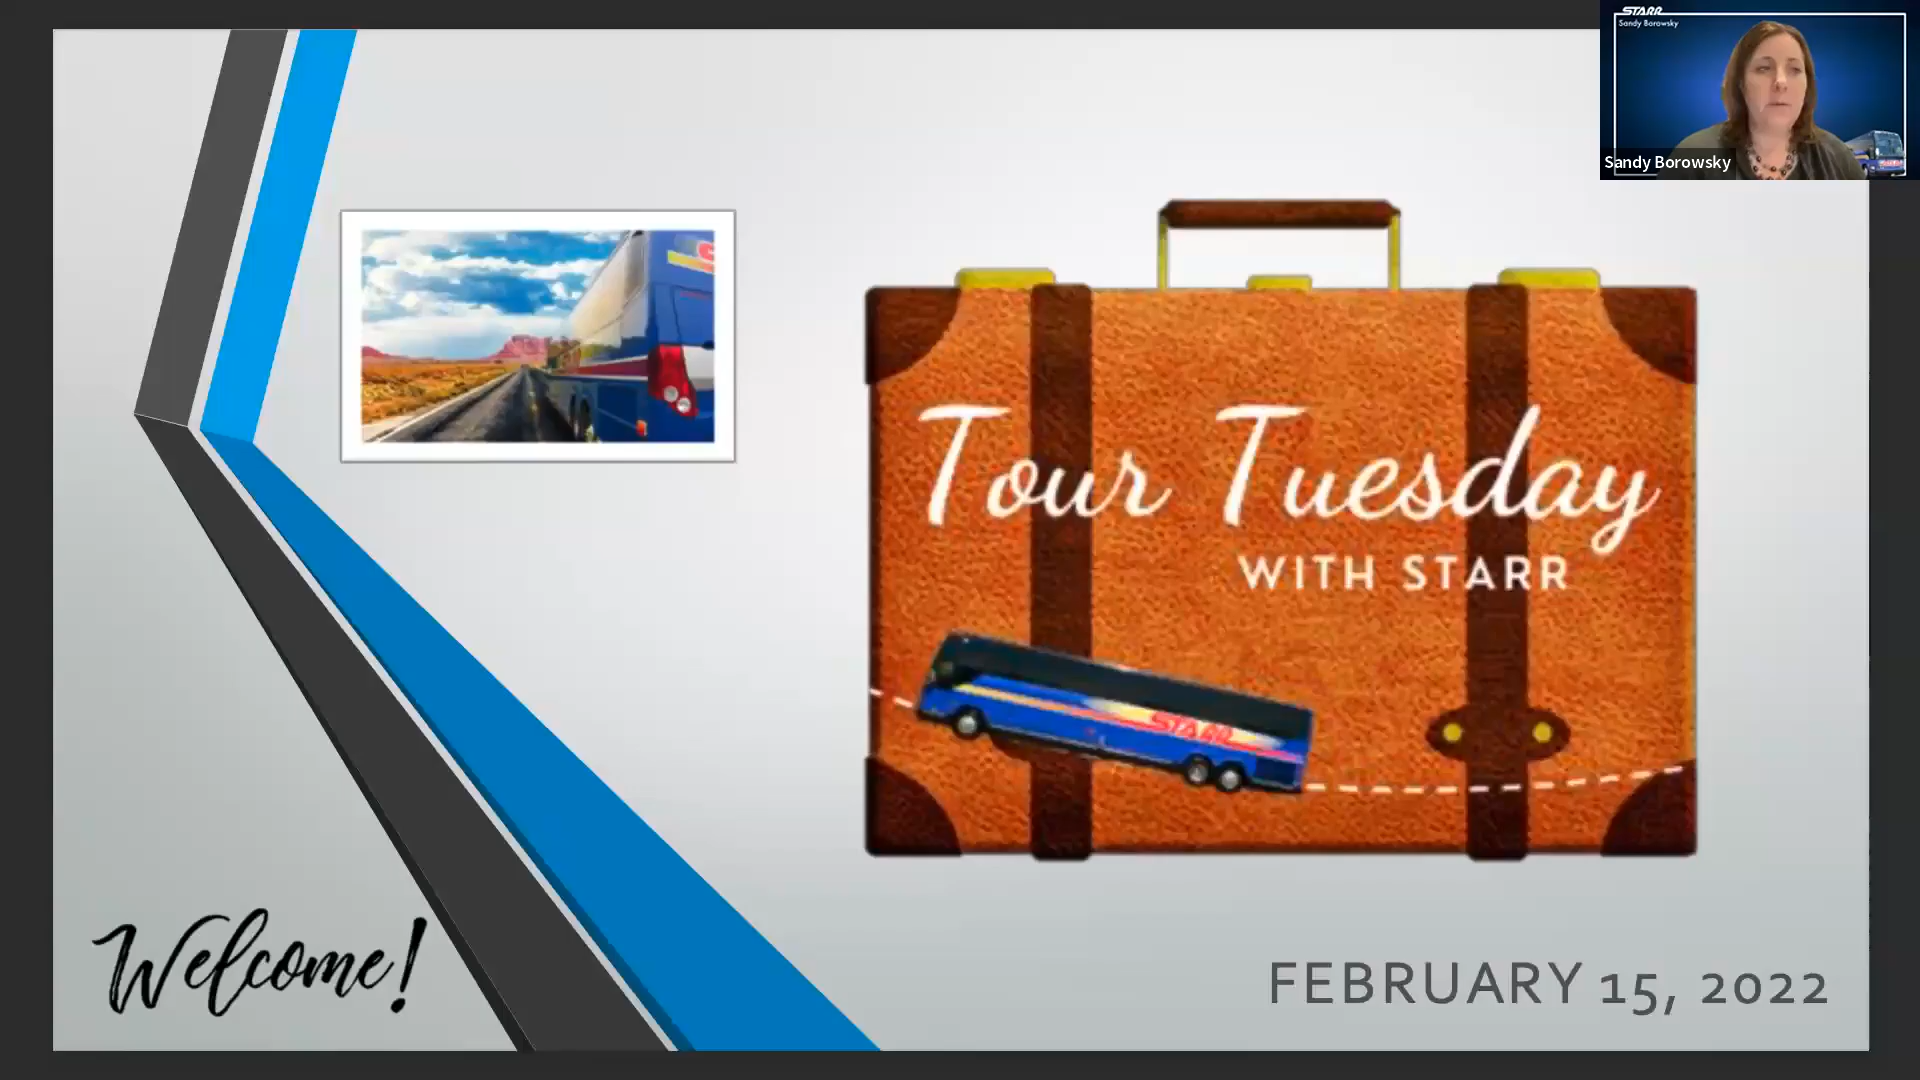 STARR
Sandy Borowsky
Sandy Borowsky
Tour Tuesday
WITH STARR
STARR
Welcome!
FEBRUARY 15, 2022